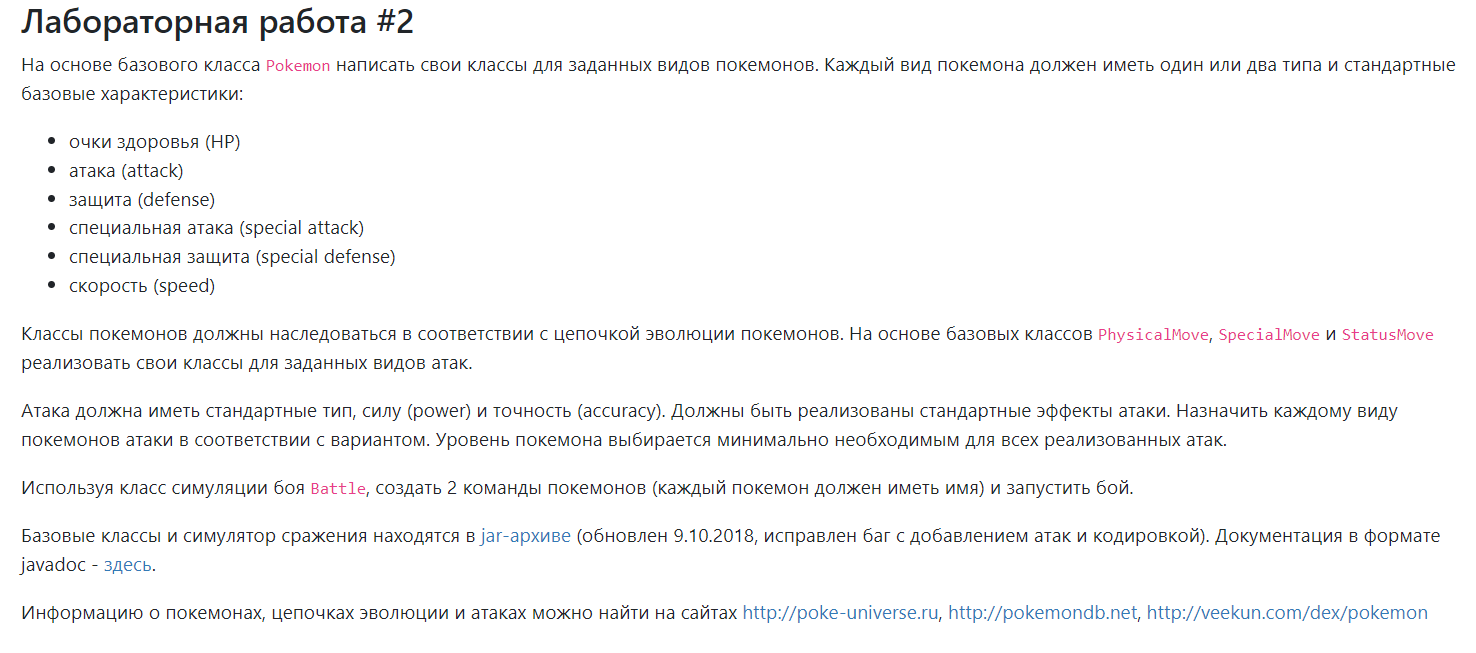 Лабораторная работа #2
На основе базового класса Pokemon написать свои классы для заданных видов покемонов. Каждый вид покемона должен иметь один или два типа и стандартные
базовые характеристики:
• очки здоровья (HP)
• атака (attack)
• защита (defense)
• специальная атака (special attack)
• специальная защита (special defense)
• скорость (speed)
Классы покемонов должны наследоваться в соответствии с цепочкой эволюции покемонов. На основе базовых классов PhysicalMove, SpecialMove и StatusMove
реализовать свои классы для заданных видов атак.
Атака должна иметь стандартные тип, силу (power) и точность (accuracy). Должны быть реализованы стандартные эффекты атаки. Назначить каждому виду
покемонов атаки в соответствии с вариантом. Уровень покемона выбирается минимально необходимым для всех реализованных атак.
Используя класс симуляции боя Battle, создать 2 команды покемонов (каждый покемон должен иметь имя) и запустить бой.
Базовые классы и симулятор сражения находятся в jar-архиве (обновлен 9.10.2018, исправлен баг с добавлением атак и кодировкой). Документация в формате
javadoc - здесь.
Информацию о покемонах, цепочках эволюции и атаках можно найти на сайтах http://poke-universe.ru, http://pokemondb.net, http://veekun.com/dex/pokemon